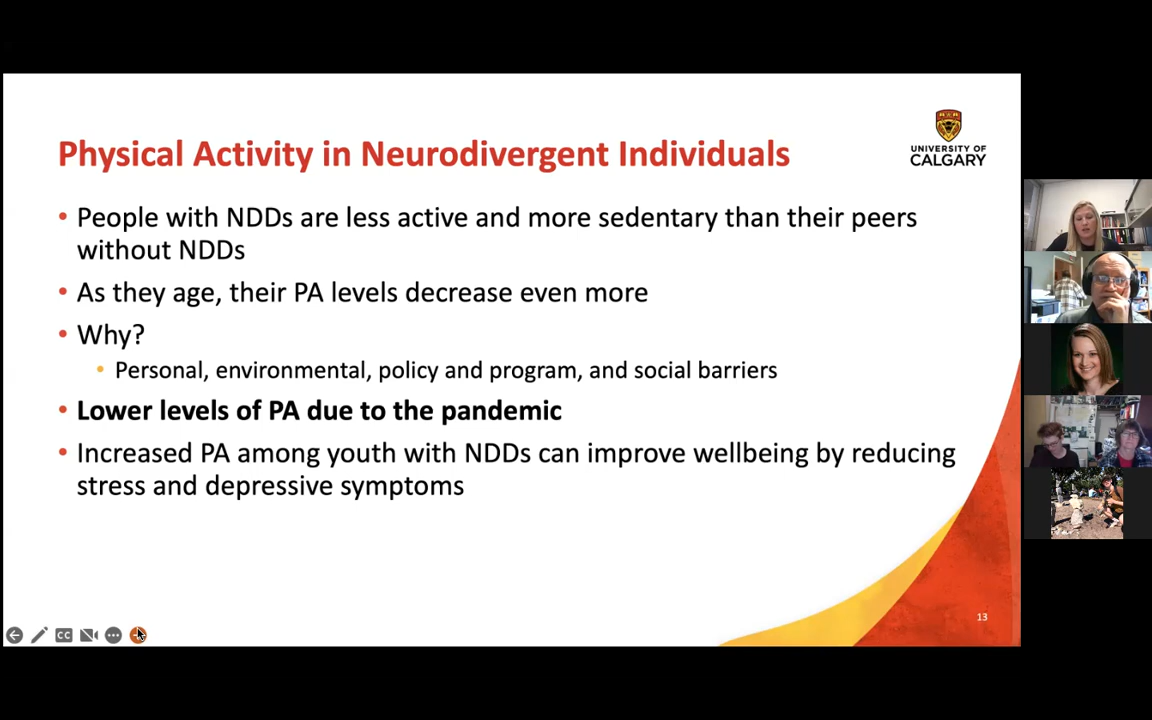 Physical Activity in Neurodivergent Individuals
UNIVERSITY OF
CALGARY
• People with NDDs are less active and more sedentary than their peers
without NDDs
• As they age, their PA levels decrease even more
• Why?
• Personal, environmental, policy and program, and social barriers
• Lower levels of PA due to the pandemic
• Increased PA among youth with NDDs can improve wellbeing by reducing
stress and depressive symptoms
13
CC